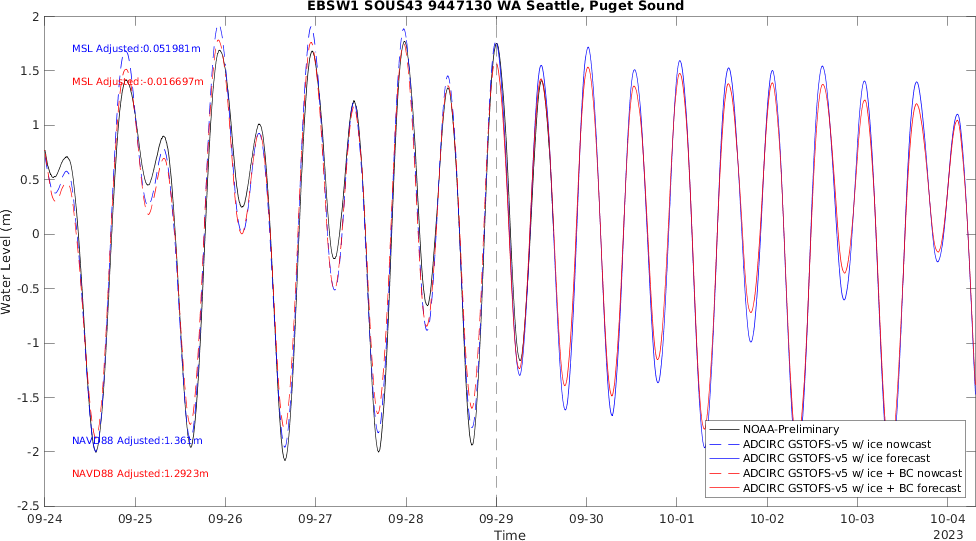 EBSW1 SOUS43 9447130 WA Seattle, Puget Sound
MSL Adjusted:0.051981m
MSL Adjusted:-0.016697m
NAVD88 Adjusted:1.361m
NAVD88 Adjusted:1.2923m
Water Level (m)
2
1.5
1
0.5
0
-0.5
-1
-1.5
-2
-2.5
NOAA-Preliminary
ADCIRC GSTOFS-v5 w/ ice nowcast
ADCIRC GSTOFS-v5 w/ ice forecast
ADCIRC GSTOFS-v5 w/ ice + BC nowcast
ADCIRC GSTOFS-v5 w/ ice + BC forecast
09-24 09-25 09-26 09-27 09-28 09-29 09-30 10-01 10-02 10-03 10-04
Time
2023